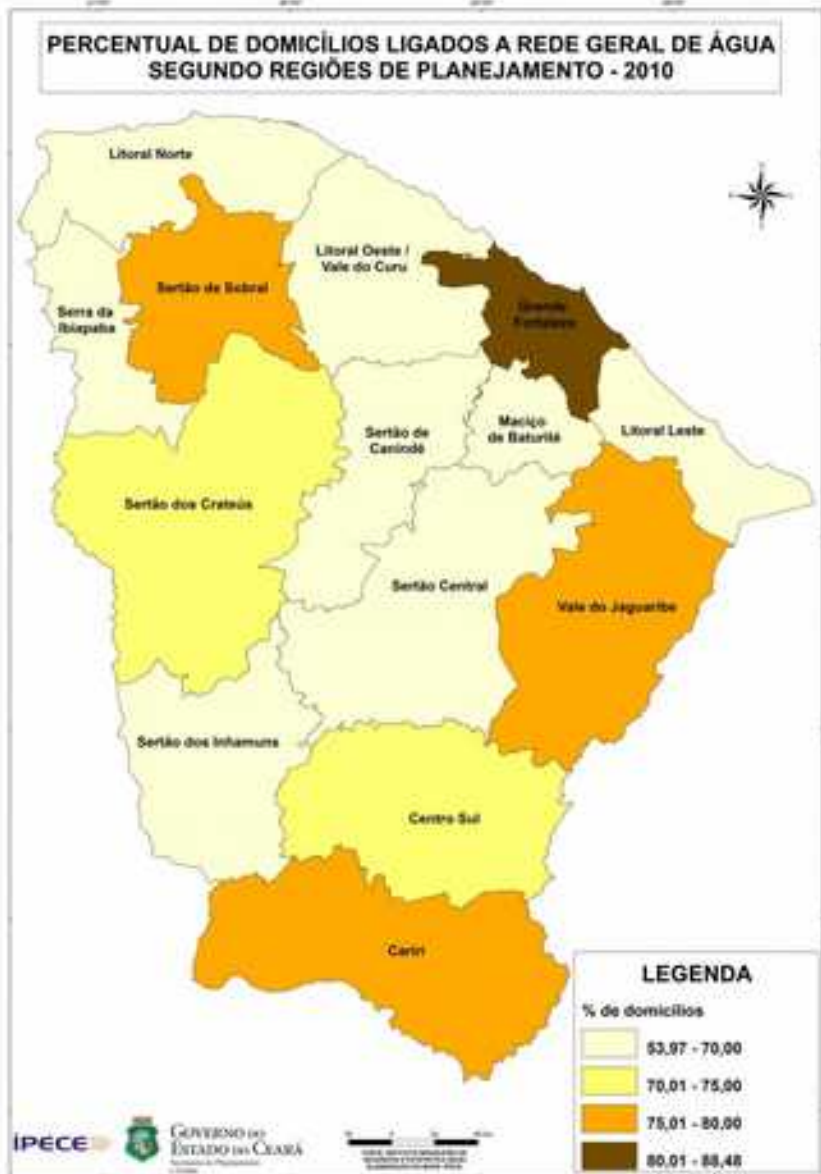 PERCENTUAL DE DOMICÍLIOS LIGADOS A REDE GERAL DE ÁGUA
SEGUNDO REGIÕES DE PLANEJAMENTO - 2010
Litoral Norte
Litoral Oeste /
Vale do Curu
Sertão de Sobral
Grande
Fortaleza
Serra da
Ibiapaba
Sertão de
Canindé
Maciço
de Baturité
Litoral Leste
Sertão dos Crateús
Sertão Central
Vale do Jaguaribe
Sertão dos Inhamuns
Centro Sul
Cariri
LEGENDA
% de domicílios
53,97 - 70,00
70,01 - 75,00
75,01 - 80,00
80,01 - 88,48
IPECE
GOVERNO DO
ESTADO DO CEARÁ